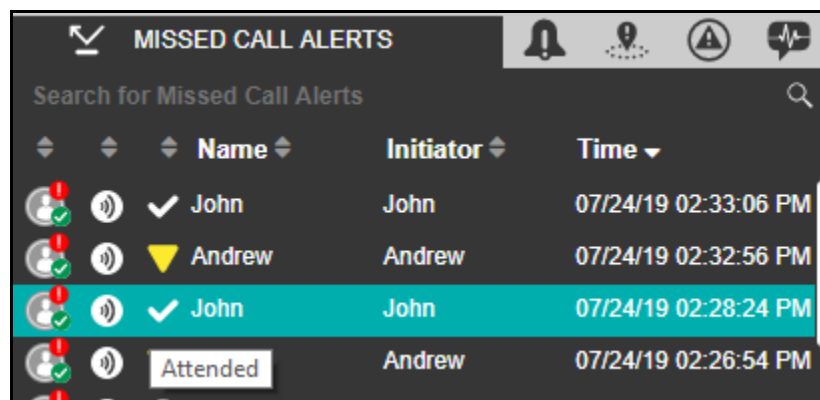 MISSED CALL ALERTS
Search for Missed Call Alerts
Name Initiator Time
John John 07/24/19 02:33:06 PM
Andrew Andrew 07/24/19 02:32:56 PM
John John 07/24/19 02:28:24 PM
Attended Andrew 07/24/19 02:26:54 PM